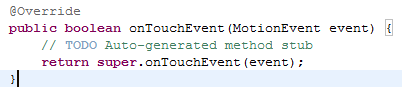 @Override
public boolean onTouchEvent(MotionEvent event) {
    // TODO Auto-generated method stub
    return super.onTouchEvent(event);
}